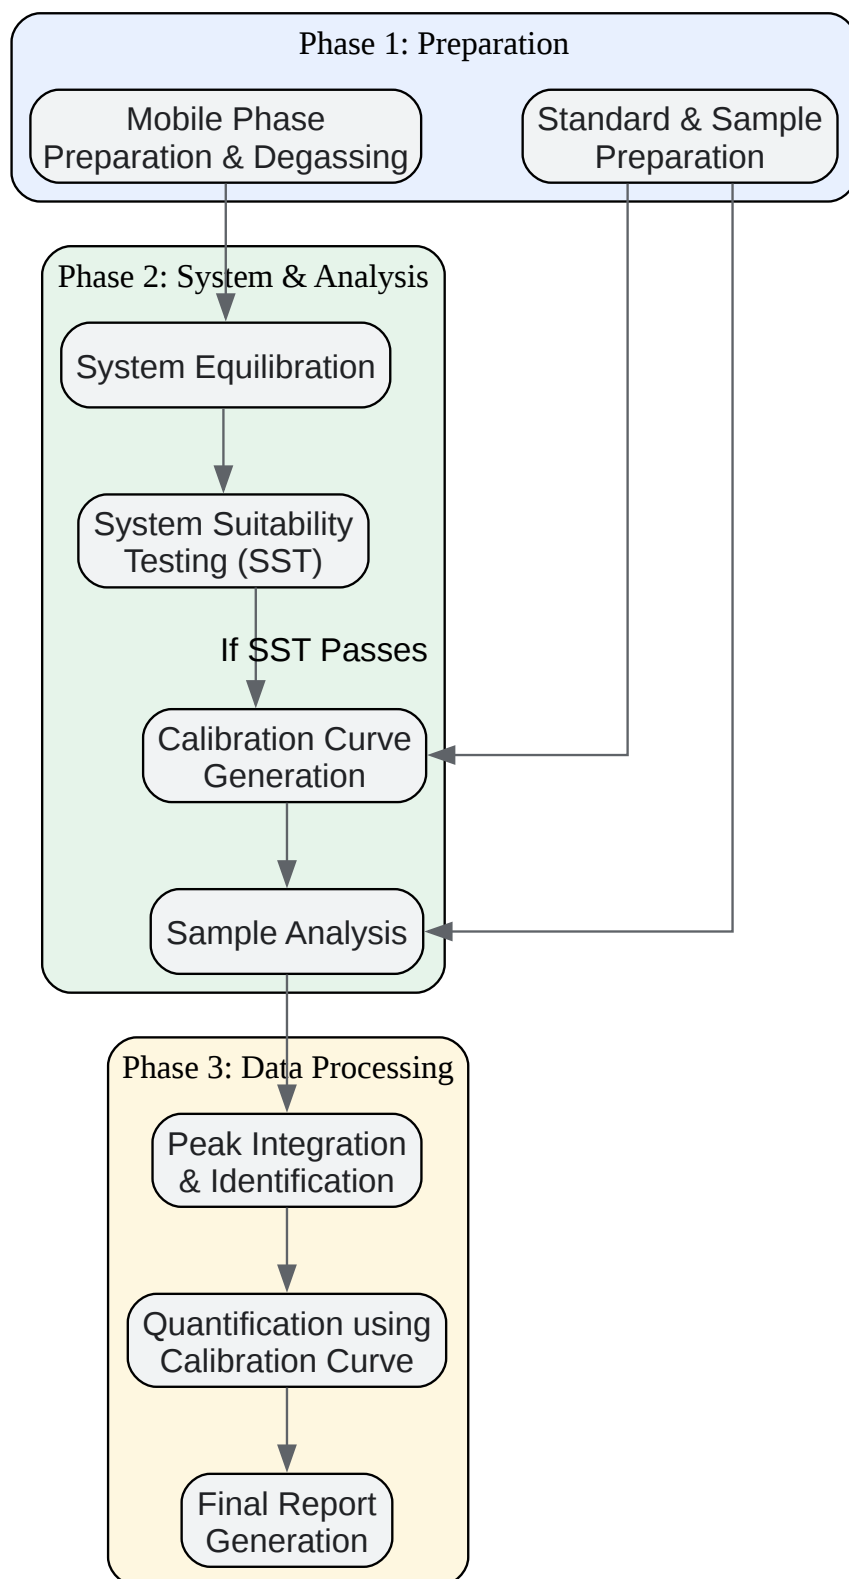 Phase 1: Preparation
Mobile Phase
Preparation & Degassing
Standard & Sample
Preparation
Phase 2: System & Analysis
System Equilibration
System Suitability
Testing (SST)
If SST Passes
Calibration Curve
Generation
Sample Analysis
Phase 3: Data Processing
Peak Integration
& Identification
Quantification using
Calibration Curve
Final Report
Generation